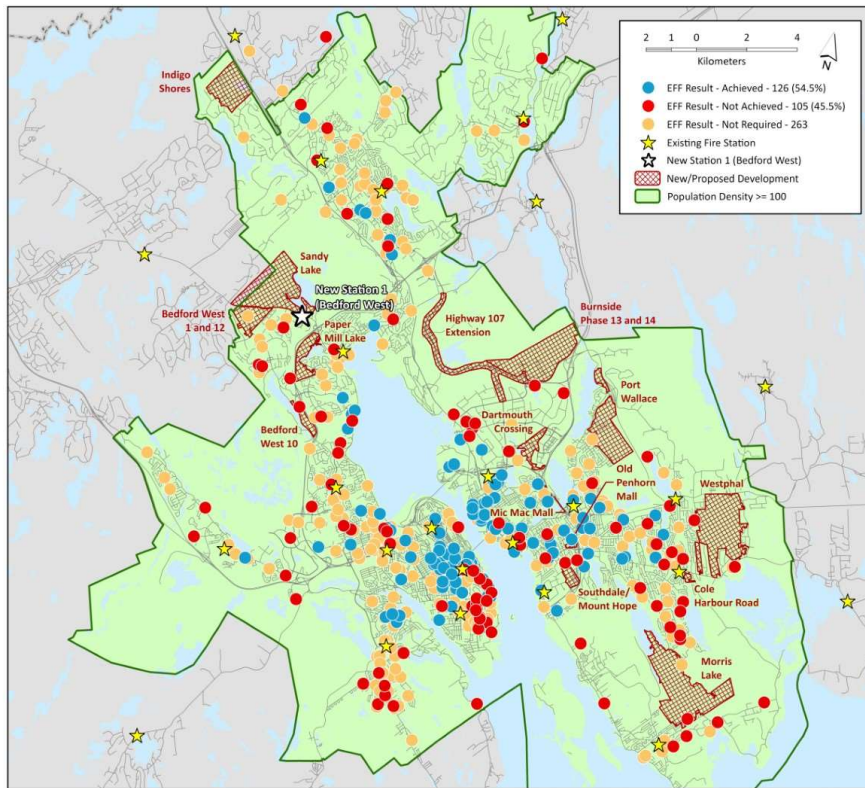 2 0 2 4
Kilometers
N
EFF Result - Achieved - 126 (54.5%)
EFF Result - Not Achieved - 105 (45.5%)
EFF Result - Not Required - 263
Existing Fire Station
New Station 1 (Bedford West)
New/Proposed Development
Population Density >= 100
Indigo
Shores
Sandy
Lake
New Station 1
(Bedford West)
Bedford West
1 and 12
Paper
Mill Lake
Highway 107
Extension
Burnside
Phase 13 and 14
Port
Wallace
Dartmouth
Crossing
Bedford
West 10
Old
Penhorn
Mall
Westphal
Mic Mac Mall
Southdale/
Mount Hope
Cole
Harbour Road
Morris
Lake